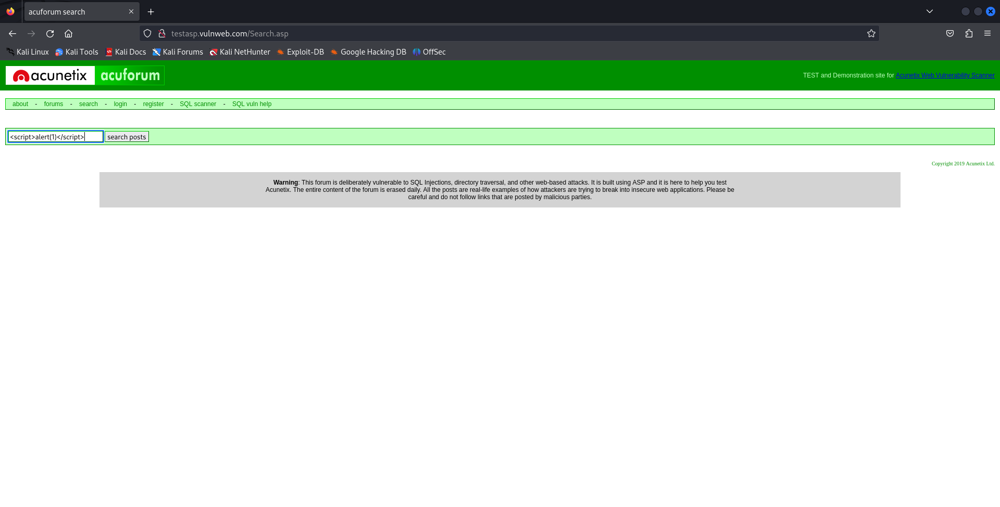 acuforum search
testasp.vulnweb.com/Search.asp
Kali Linux Kali Tools Kali Docs Kali Forums Kali NetHunter Exploit-DB Google Hacking DB OffSec
acunetix acuforum
TEST and Demonstration site for Acunetix Web Vulnerability Scanner
about - forums - search - login - register - SQL scanner - SQL vuln help
<script>alert(1)</script> search posts
Copyright 2019 Acunetix Ltd.
Warning: This forum is deliberately vulnerable to SQL Injections, directory traversal, and other web-based attacks. It is built using ASP and it is here to help you test
Acunetix. The entire content of the forum is erased daily. All the posts are real-life examples of how attackers are trying to break into insecure web applications. Please be
careful and do not follow links that are posted by malicious parties.